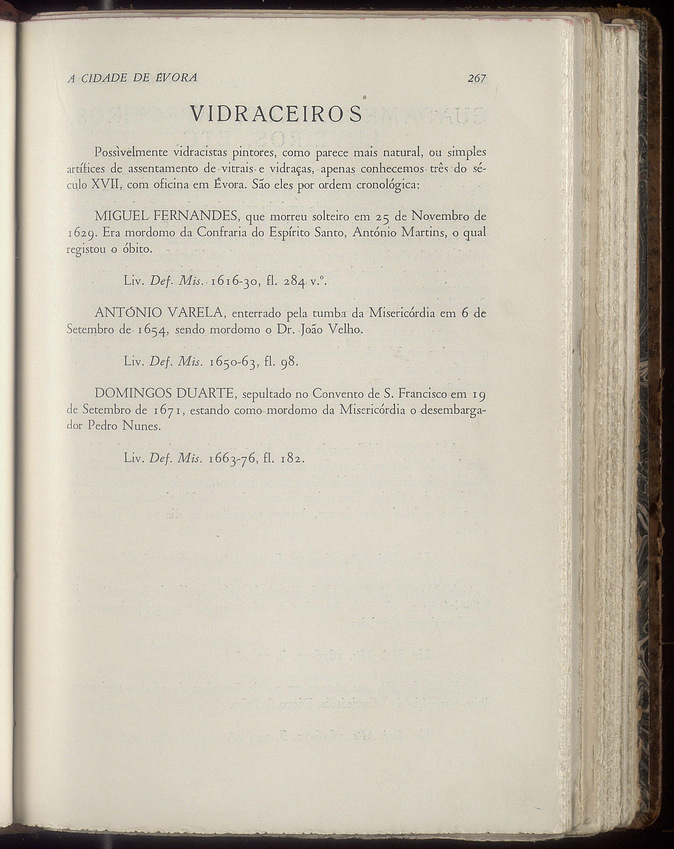 A CIDADE DE ÉVORA 267
VIDRACEIROS
Possivelmente vidracistas pintores, como parece mais natural, ou simples
artífices de assentamento de vitrais e vidraças, apenas conhecemos três do sé-
culo XVII, com oficina em Évora. São eles por ordem cronológica:
MIGUEL FERNANDES, que morreu solteiro em 25 de Novembro de
1629. Era mordomo da Confraria do Espírito Santo, António Martins, o qual
registou o óbito.
Liv. Def. Mis. 1616-30, fl. 284 v.º.
ANTÓNIO VARELA, enterrado pela tumba da Misericórdia em 6 de
Setembro de 1654, sendo mordomo o Dr. João Velho.
Liv. Def. Mis. 1650-63, fl. 98.
DOMINGOS DUARTE, sepultado no Convento de S. Francisco em 19
de Setembro de 1671, estando como mordomo da Misericórdia o desembarga-
dor Pedro Nunes.
Liv. Def. Mis. 1663-76, fl. 182.